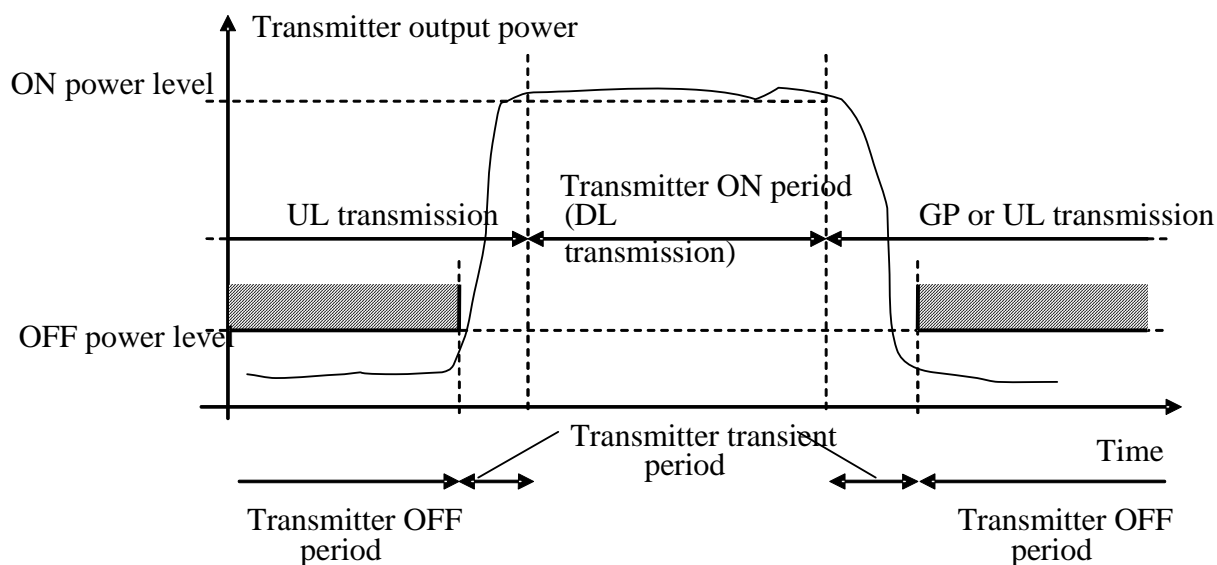 Transmitter output power
ON power level
Transmitter ON period
UL transmission
(DL
GP or UL transmission
transmission)
OFF power level
Transmitter transient
period
Time
Transmitter OFF
period
Transmitter OFF
period